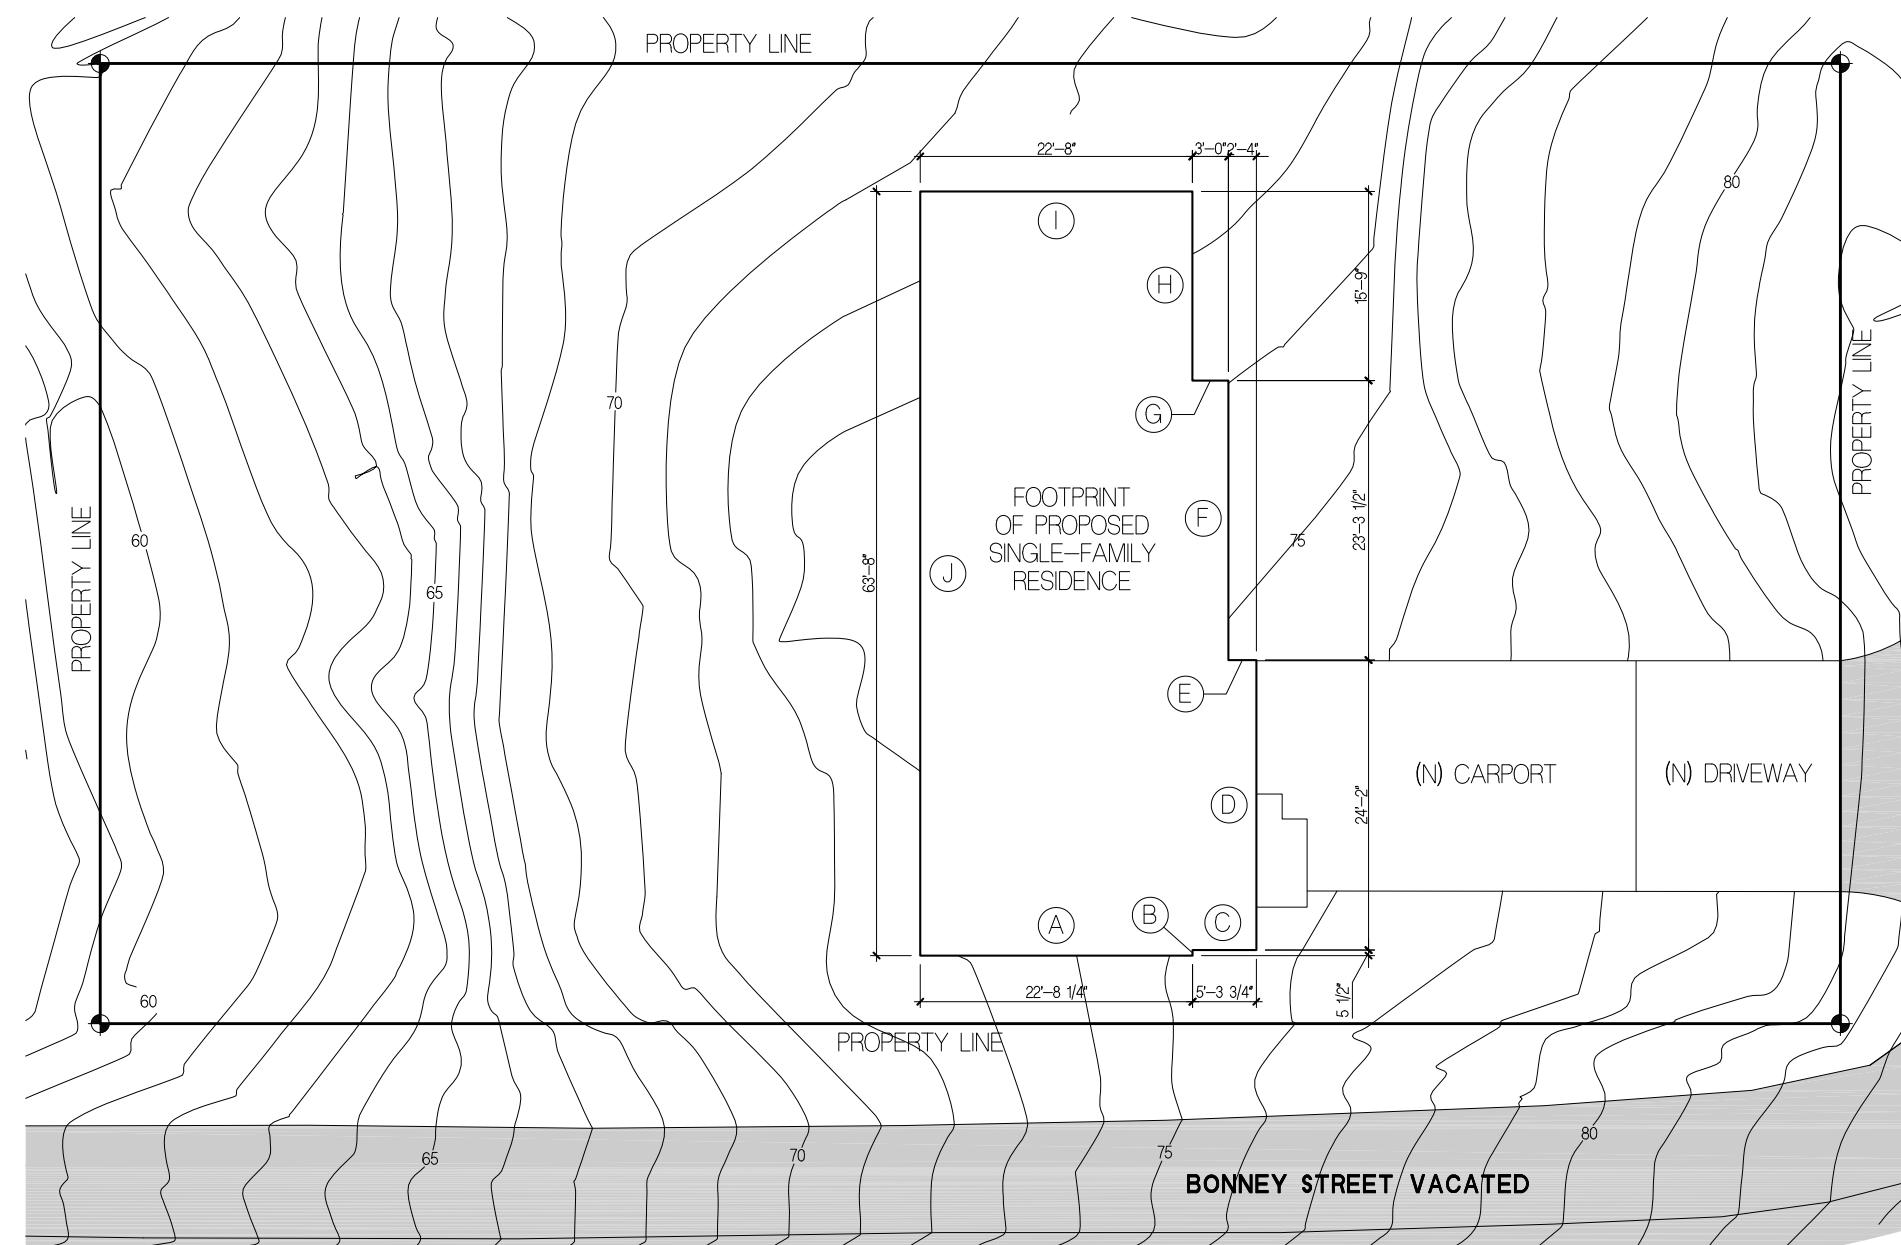 PROPERTY LINE
22'-8"
3'-0"
2'-4"
80
I
H
15'-9"
PROPERTY LINE
70
G
FOOTPRINT
OF PROPOSED
SINGLE-FAMILY
RESIDENCE
F
23'-3 1/2"
75
60
PROPERTY LINE
65
63'-8"
J
E
(N) CARPORT
(N) DRIVEWAY
D
24'-2"
A
B
C
60
22'-8 1/4"
5'-3 3/4"
5 1/2"
PROPERTY LINE
65
70
75
80
BONNEY STREET VACATED